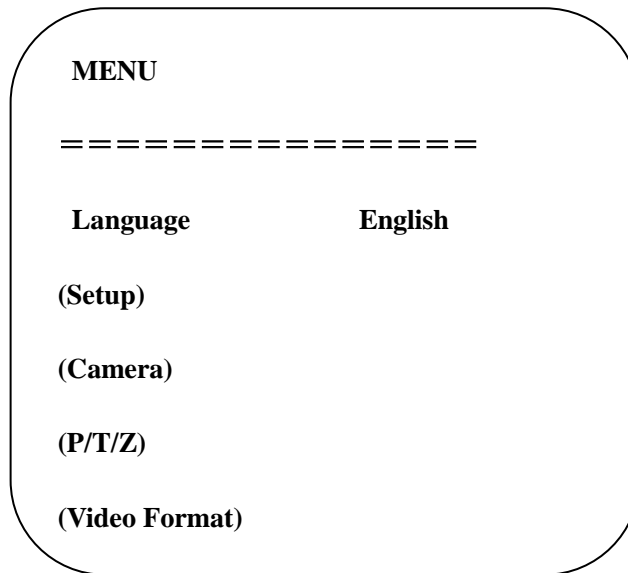 MENU
===============
Language English
(Setup)
(Camera)
(P/T/Z)
(Video Format)